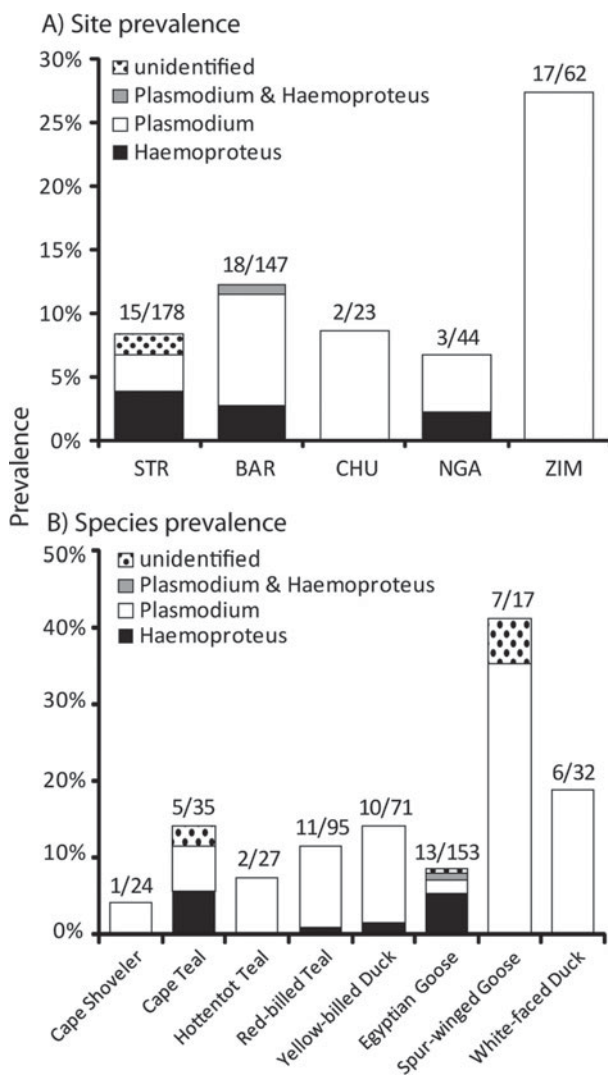 A) Site prevalence
30%
25%
20%
15%
10%
5%
0%
unidentified
Plasmodium & Haemoproteus
Plasmodium
Haemoproteus
15/178
18/147
2/23
3/44
17/62
STR BAR CHU NGA ZIM
Prevalence
B) Species prevalence
50%
40%
30%
20%
10%
0%
unidentified
Plasmodium & Haemoproteus
Plasmodium
Haemoproteus
1/24
5/35
2/27
11/95
10/71
13/153
7/17
6/32
Cape Shoveler
Cape Teal
Hottentot Teal
Red-billed Teal
Yellow-billed Duck
Egyptian Goose
Spur-winged Goose
White-faced Duck